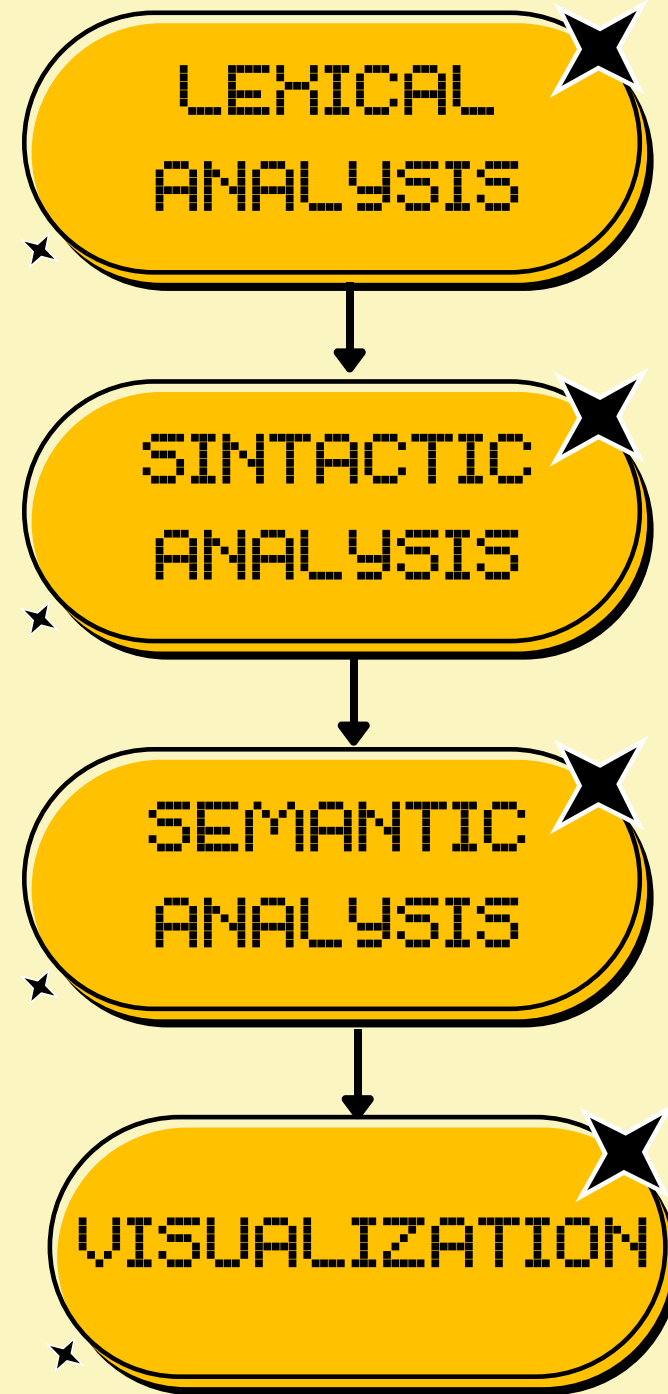 LEXICAL
ANALYSIS
SINTACTIC
ANALYSIS
SEMANTIC
ANALYSIS
VISUALIZATION